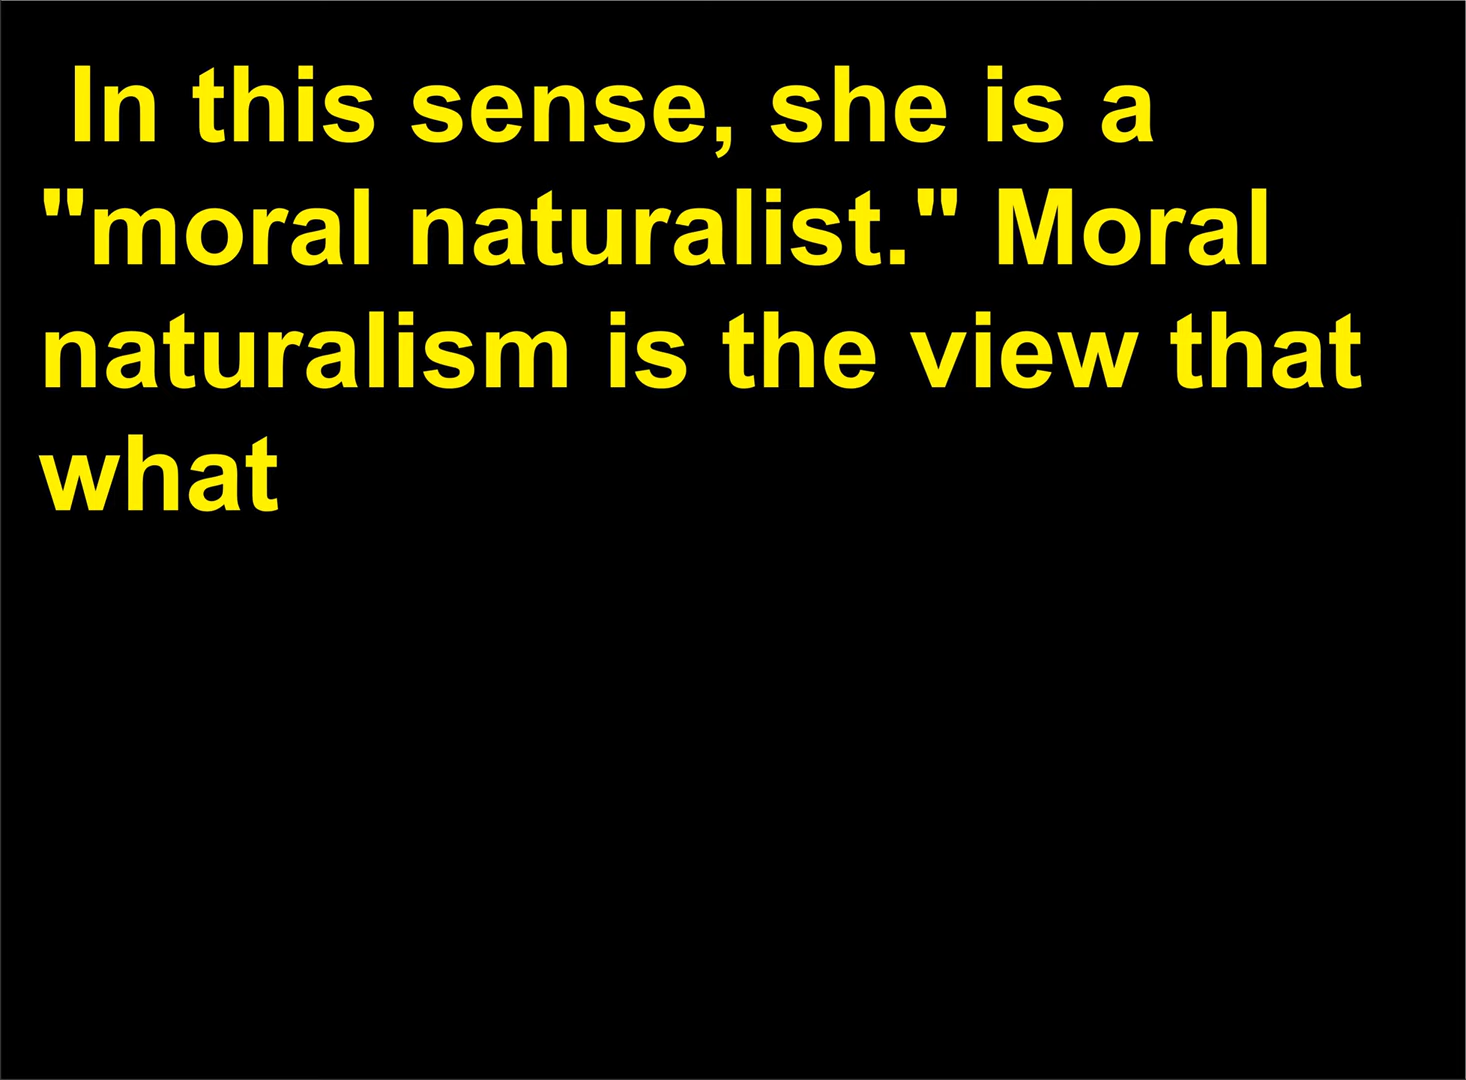 In this sense, she is a
"moral naturalist." Moral
naturalism is the view that
what